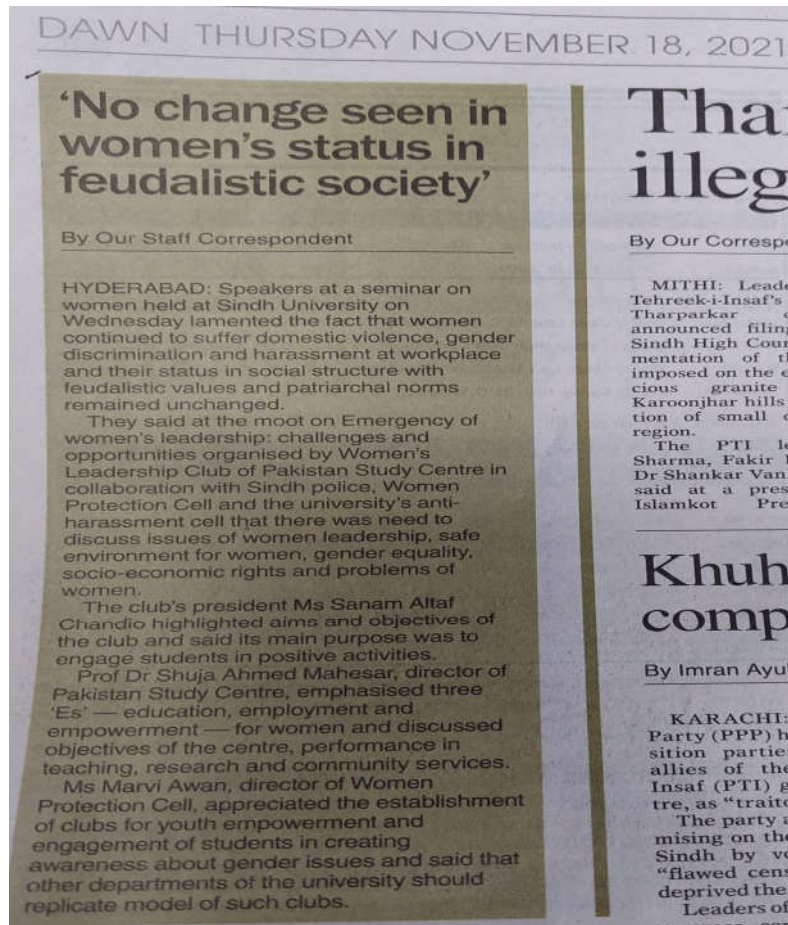 DAWN THURSDAY NOVEMBER 18, 2021
'No change seen in
women's status in
feudalistic society'
By Our Staff Correspondent
HYDERABAD: Speakers at a seminar on
women held at Sindh University on
Wednesday lamented the fact that women
continued to suffer domestic violence, gender
discrimination and harassment at workplace
and their status in social structure with
feudalistic values and patriarchal norms
remained unchanged.
They said at the moot on Emergency of
women's leadership: challenges and
opportunities organised by Women's
Leadership Club of Pakistan Study Centre in
collaboration with Sindh police, Women
Protection Cell and the university's anti-
harassment cell that there was need to
discuss issues of women leadership, safe
environment for women, gender equality,
socio-economic rights and problems of
women.
The club's president Ms Sanam Altaf
Chandio highlighted aims and objectives of
the club and said its main purpose was to
engage students in positive activities.
Prof Dr Shuja Ahmed Mahesar, director of
Pakistan Study Centre, emphasised three
'Es' — education, employment and
empowerment — for women and discussed
objectives of the centre, performance in
teaching, research and community services.
Ms Marvi Awan, director of Women
Protection Cell, appreciated the establishment
of clubs for youth empowerment and
engagement of students in creating
awareness about gender issues and said that
other departments of the university should
replicate model of such clubs.
illeg
By Our Corresp
MITHI: Leade
Tehreek-i-Insaf's
Tharparkar
announced filing
Sindh High Cour
mentation of th
imposed on the e
cious granite
Karoonjhar hills
tion of small
region.
The PTI le
Sharma, Fakir
Dr Shankar Van
said at a pres
Islamkot Pre
Khuh
comp
By Imran Ayu
KARACHI:
Party (PPP) h
sition partie
allies of the
Insaf (PTI) g
tre, as "traito
The party a
mising on the
Sindh by vo
"flawed cens
deprived the
Leaders of